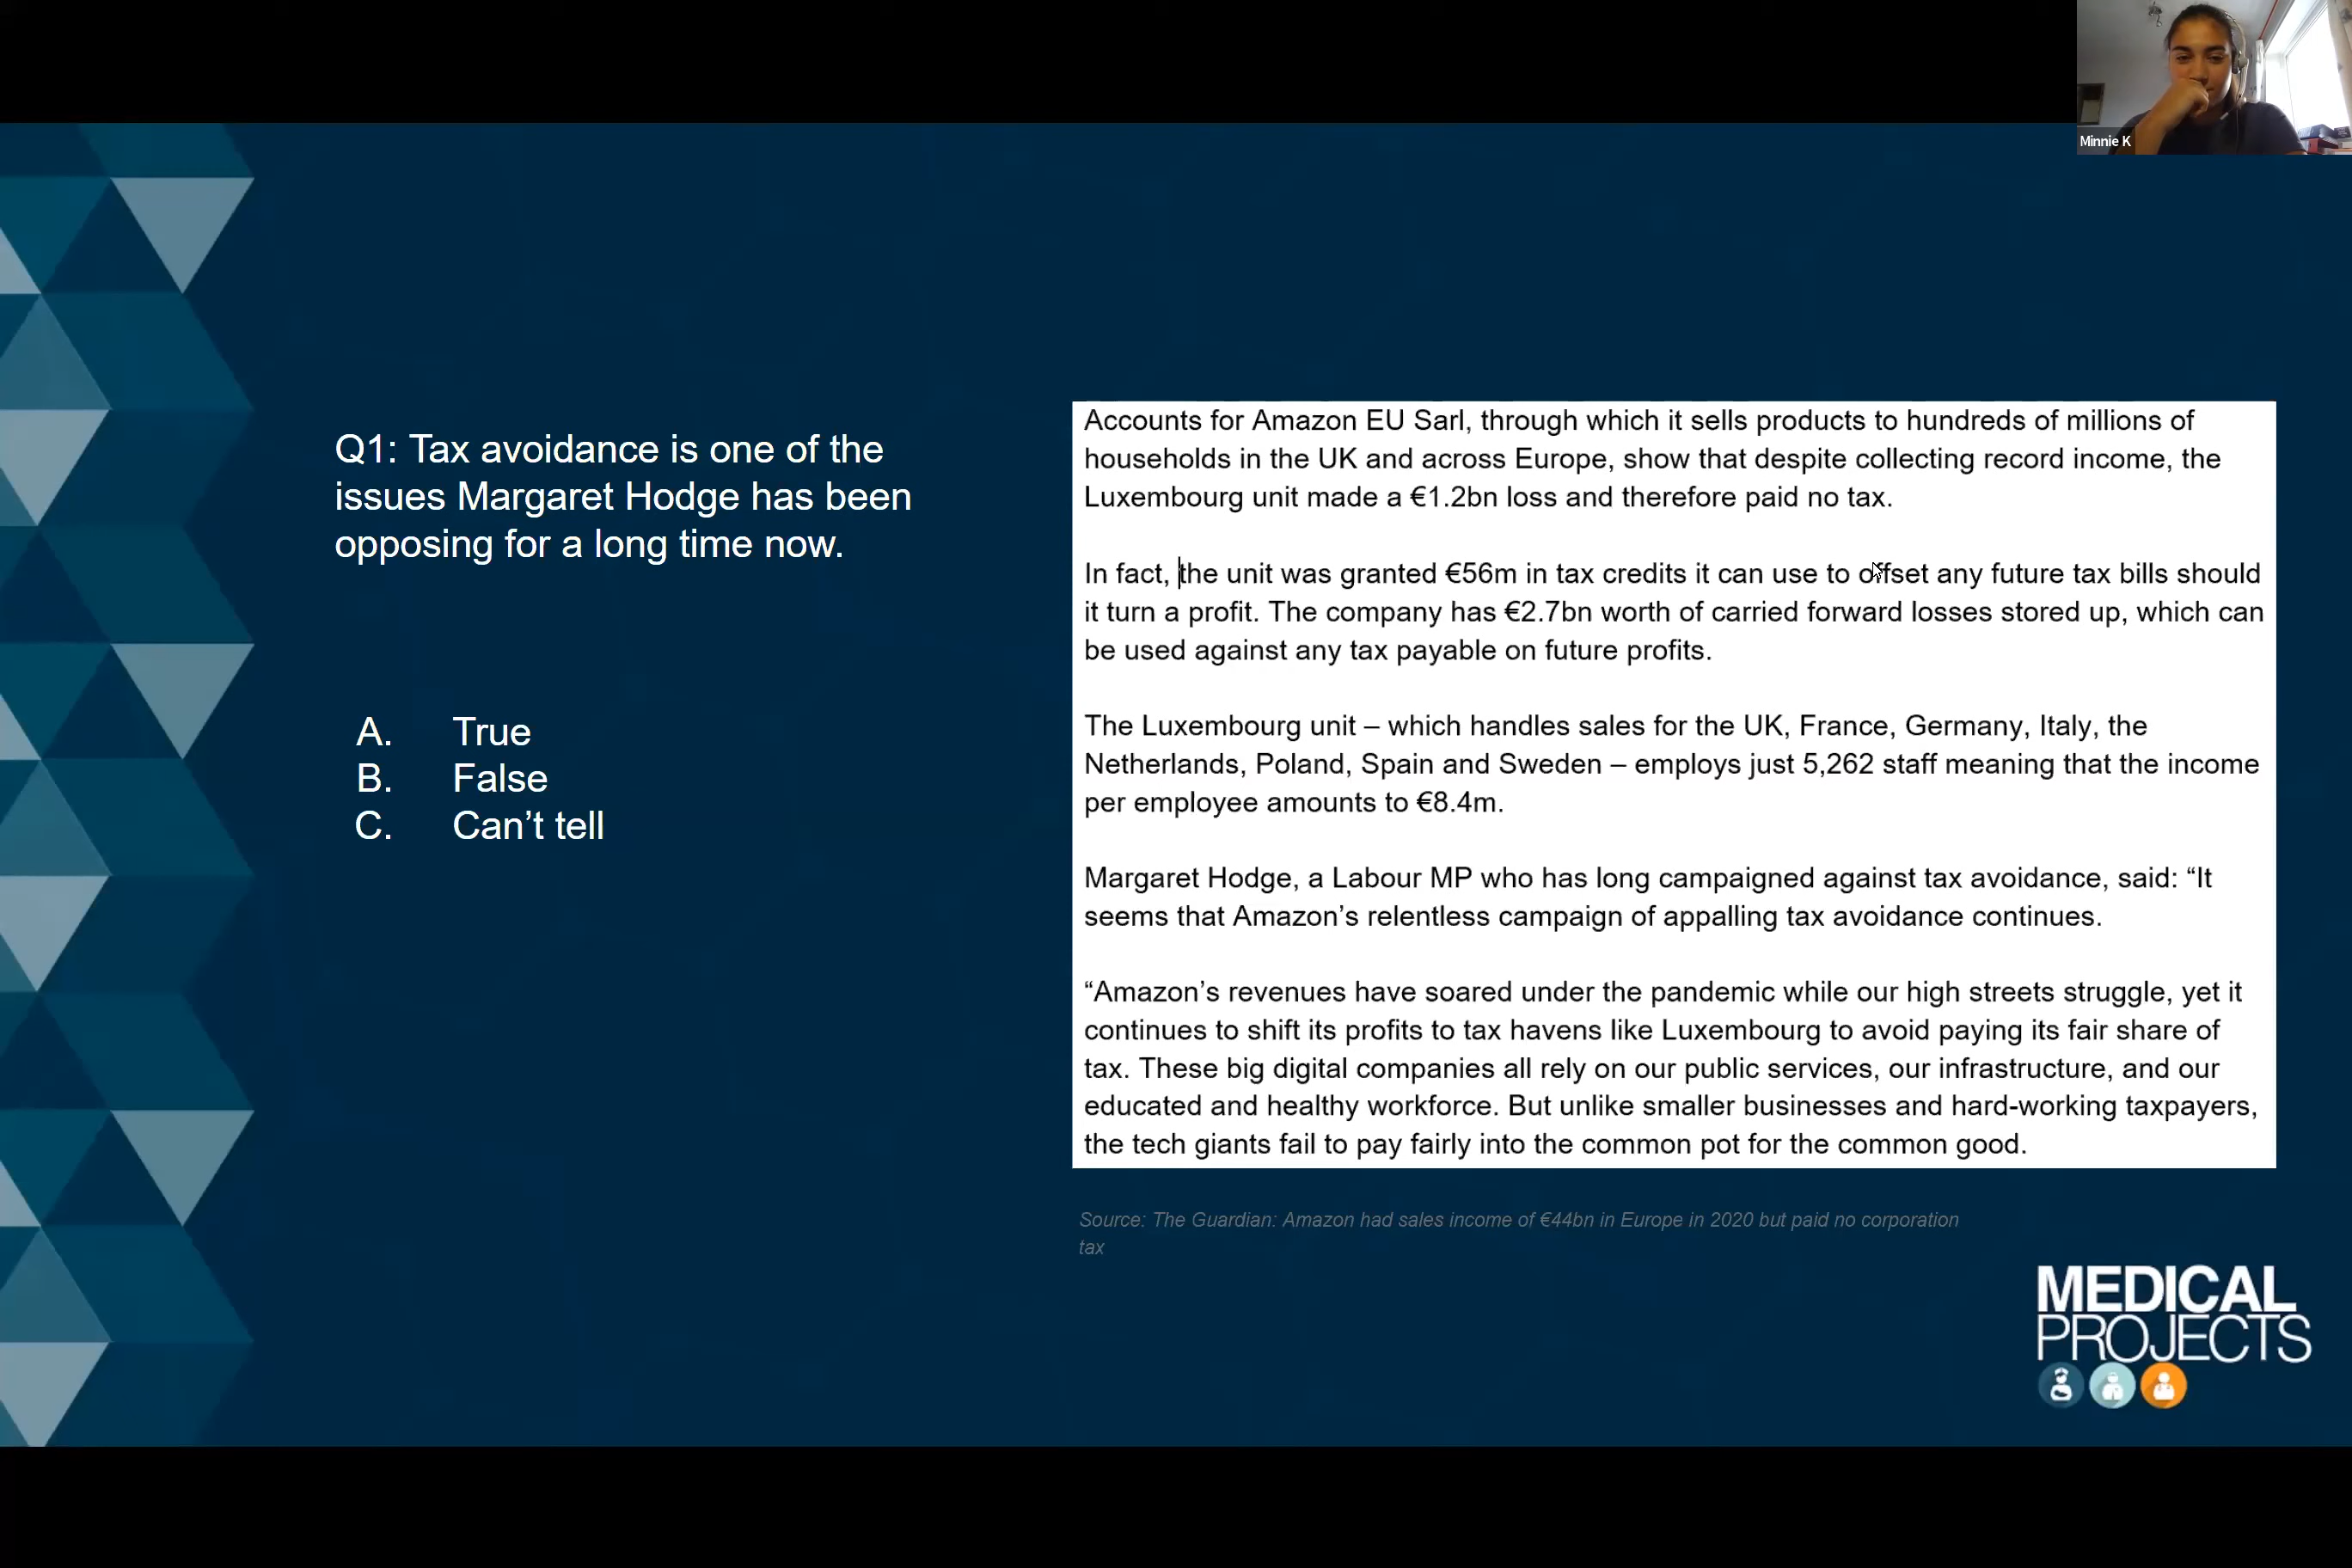 Minnie K
Q1: Tax avoidance is one of the
issues Margaret Hodge has been
opposing for a long time now.
A. True
B. False
C. Can’t tell
Accounts for Amazon EU Sarl, through which it sells products to hundreds of millions of
households in the UK and across Europe, show that despite collecting record income, the
Luxembourg unit made a €1.2bn loss and therefore paid no tax.
In fact, the unit was granted €56m in tax credits it can use to offset any future tax bills should
it turn a profit. The company has €2.7bn worth of carried forward losses stored up, which can
be used against any tax payable on future profits.
The Luxembourg unit – which handles sales for the UK, France, Germany, Italy, the
Netherlands, Poland, Spain and Sweden – employs just 5,262 staff meaning that the income
per employee amounts to €8.4m.
Margaret Hodge, a Labour MP who has long campaigned against tax avoidance, said: “It
seems that Amazon’s relentless campaign of appalling tax avoidance continues.
“Amazon’s revenues have soared under the pandemic while our high streets struggle, yet it
continues to shift its profits to tax havens like Luxembourg to avoid paying its fair share of
tax. These big digital companies all rely on our public services, our infrastructure, and our
educated and healthy workforce. But unlike smaller businesses and hard-working taxpayers,
the tech giants fail to pay fairly into the common pot for the common good.
Source: The Guardian: Amazon had sales income of €44bn in Europe in 2020 but paid no corporation
tax
MEDICAL
PROJECTS